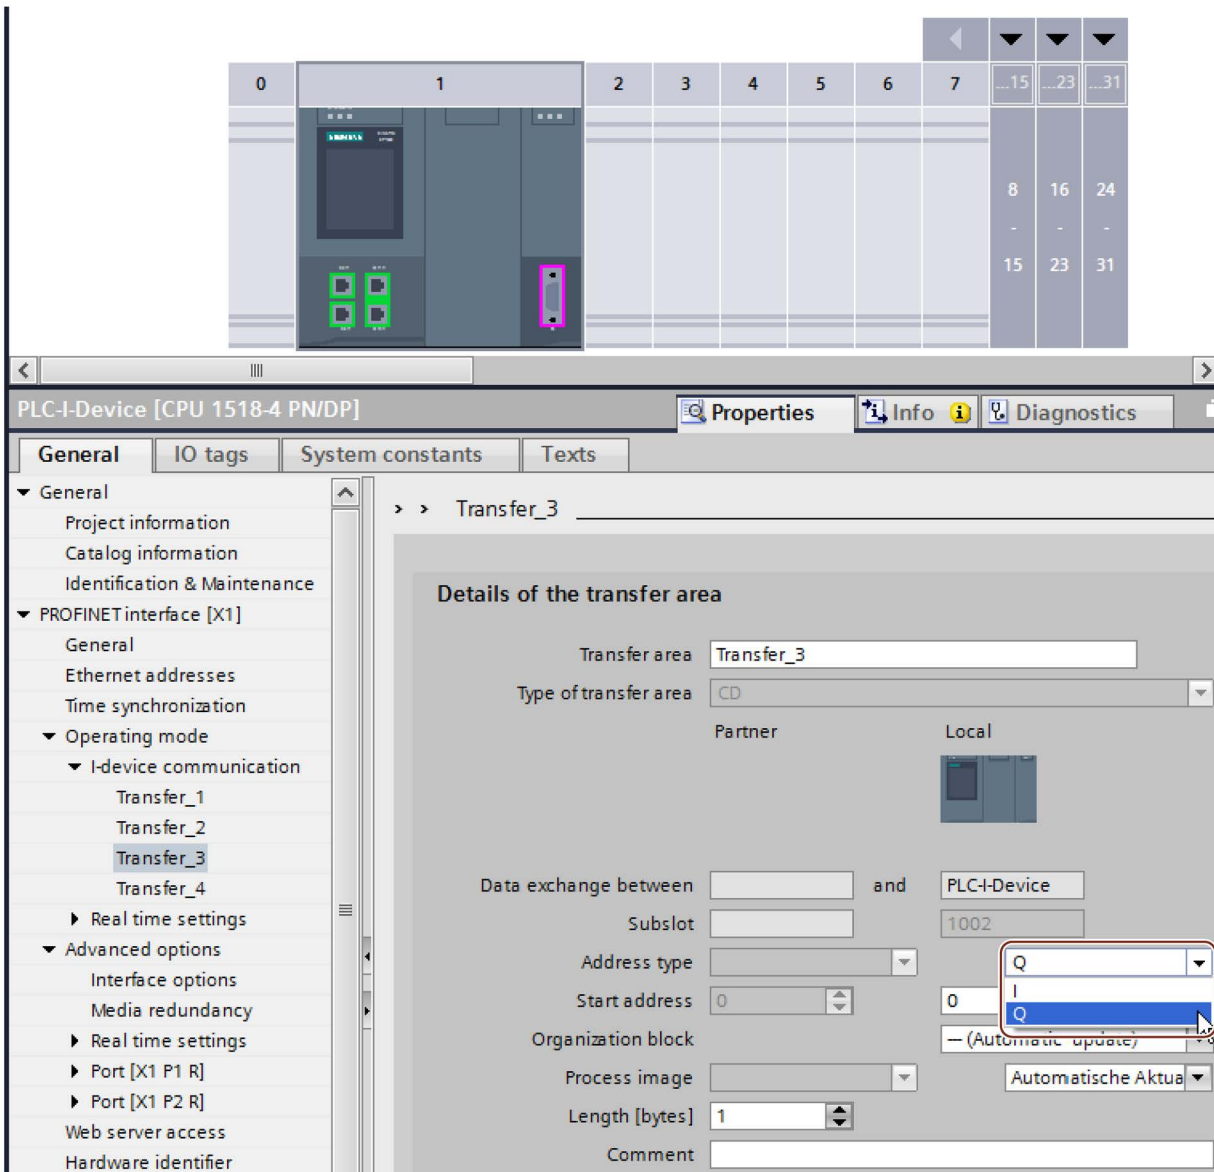 0 1 2 3 4 5 6 7 ...15 ...23 ...31
SIEMENS
8 16 24
- - -
15 23 31
PLC-I-Device [CPU 1518-4 PN/DP]
Properties Info Diagnostics
General IO tags System constants Texts
General
Project information
Catalog information
Identification & Maintenance
PROFINET interface [X1]
General
Ethernet addresses
Time synchronization
Operating mode
I-device communication
Transfer_1
Transfer_2
Transfer_3
Transfer_4
Real time settings
Advanced options
Interface options
Media redundancy
Real time settings
Port [X1 P1 R]
Port [X1 P2 R]
Web server access
Hardware identifier
> > Transfer_3
Details of the transfer area
Transfer area Transfer_3
Type of transfer area CD
Partner Local
Data exchange between and PLC-I-Device
Subslot 1002
Address type Q
I
Q
Start address 0 0
Organization block --- (Automatic update)
Process image Automatische Aktua
Length [bytes] 1
Comment